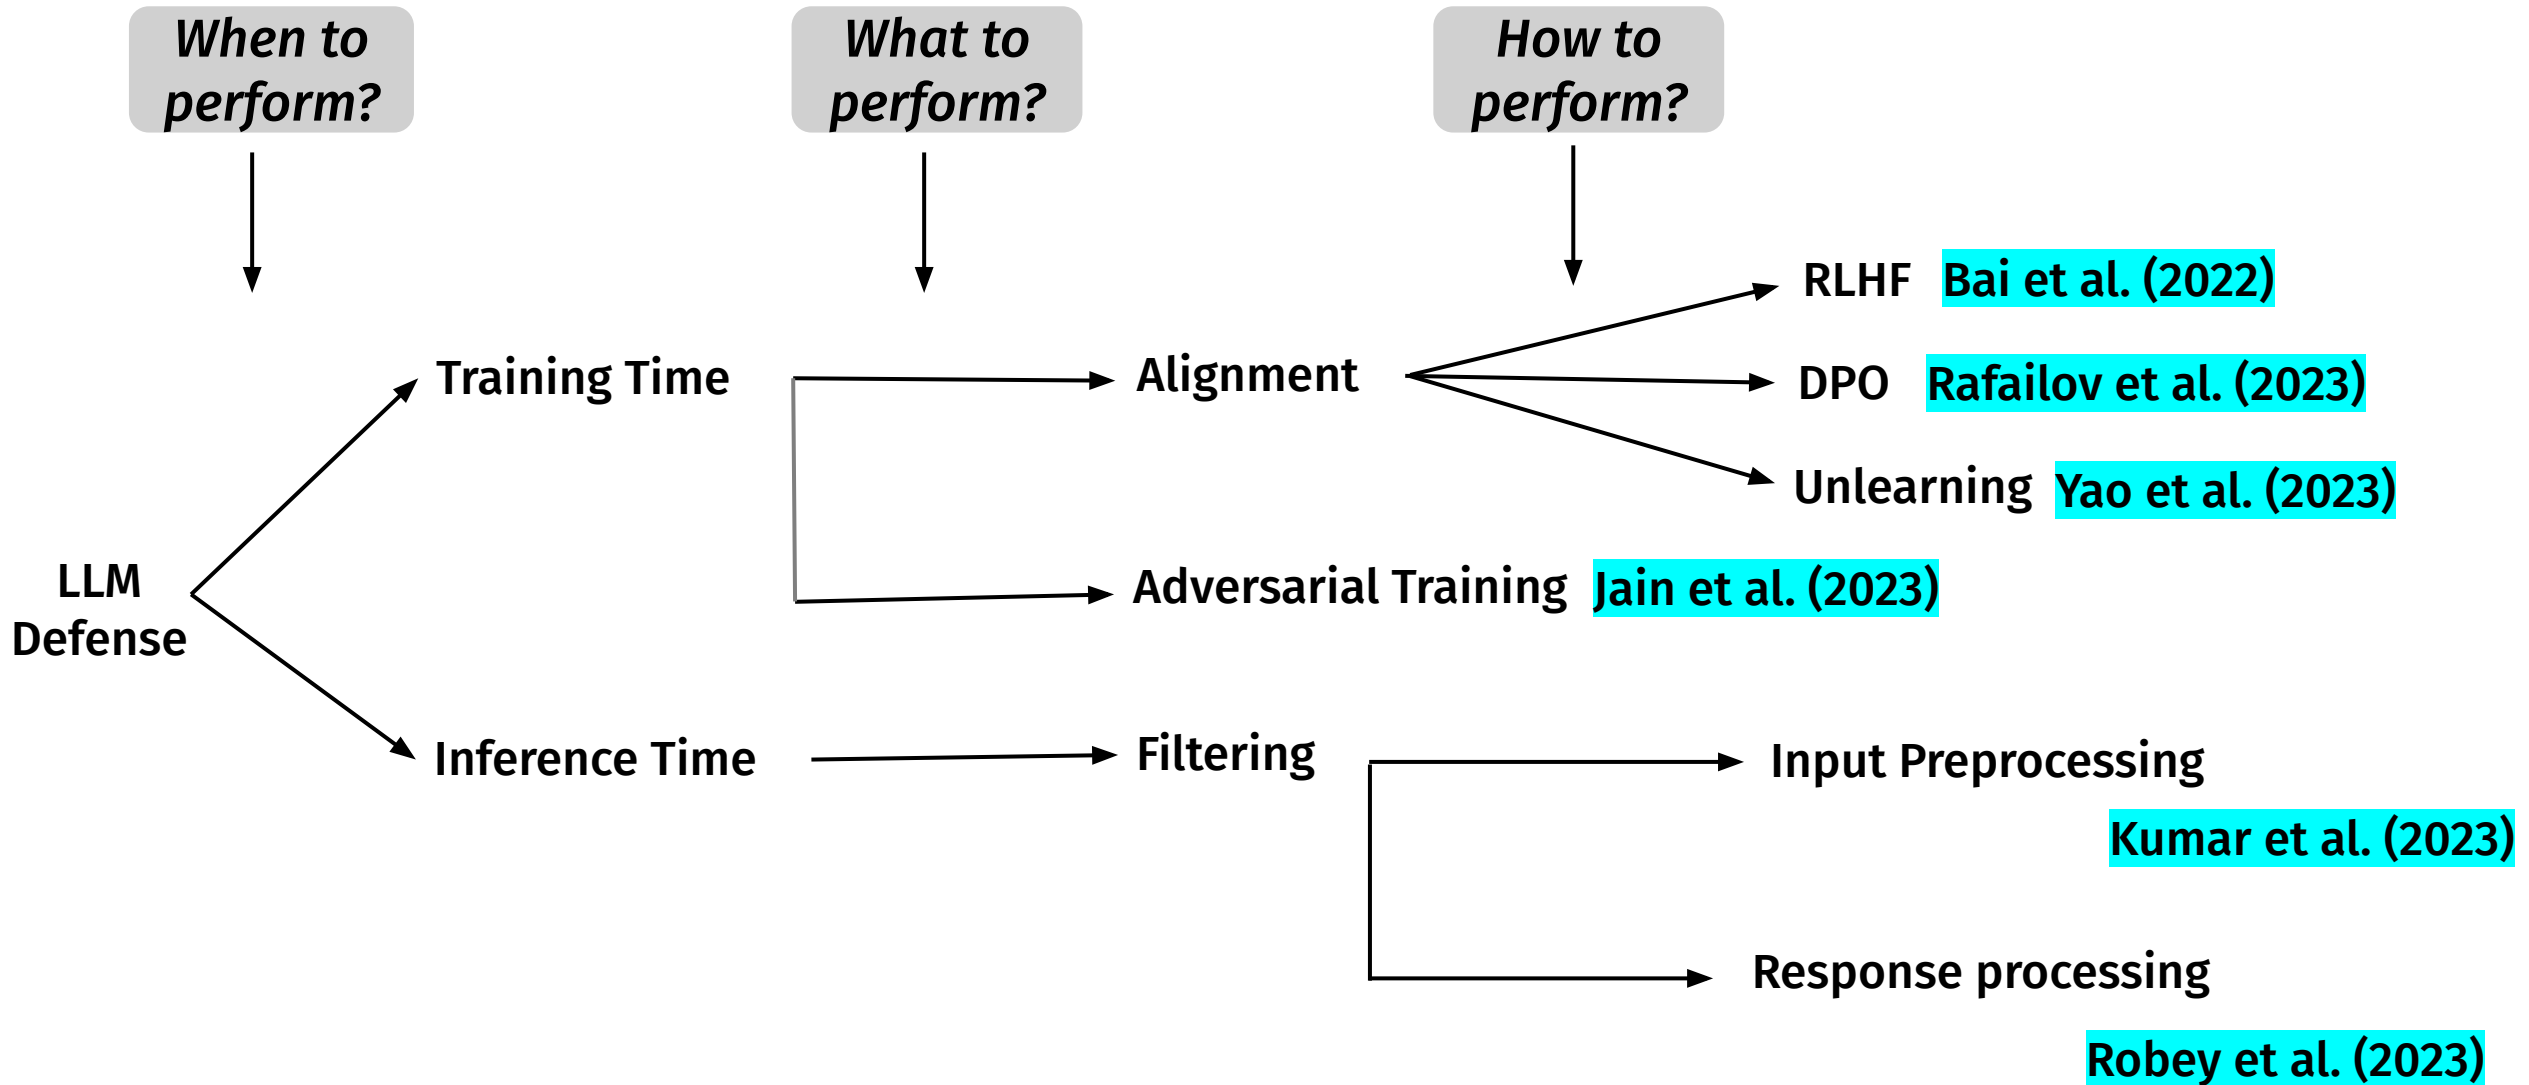 When to
perform?
What to
perform?
How to
perform?
RLHF Bai et al. (2022)
Training Time
Alignment
DPO Rafailov et al. (2023)
Unlearning Yao et al. (2023)
LLM
Defense
Adversarial Training Jain et al. (2023)
Inference Time
Filtering
Input Preprocessing
Kumar et al. (2023)
Response processing
Robey et al. (2023)